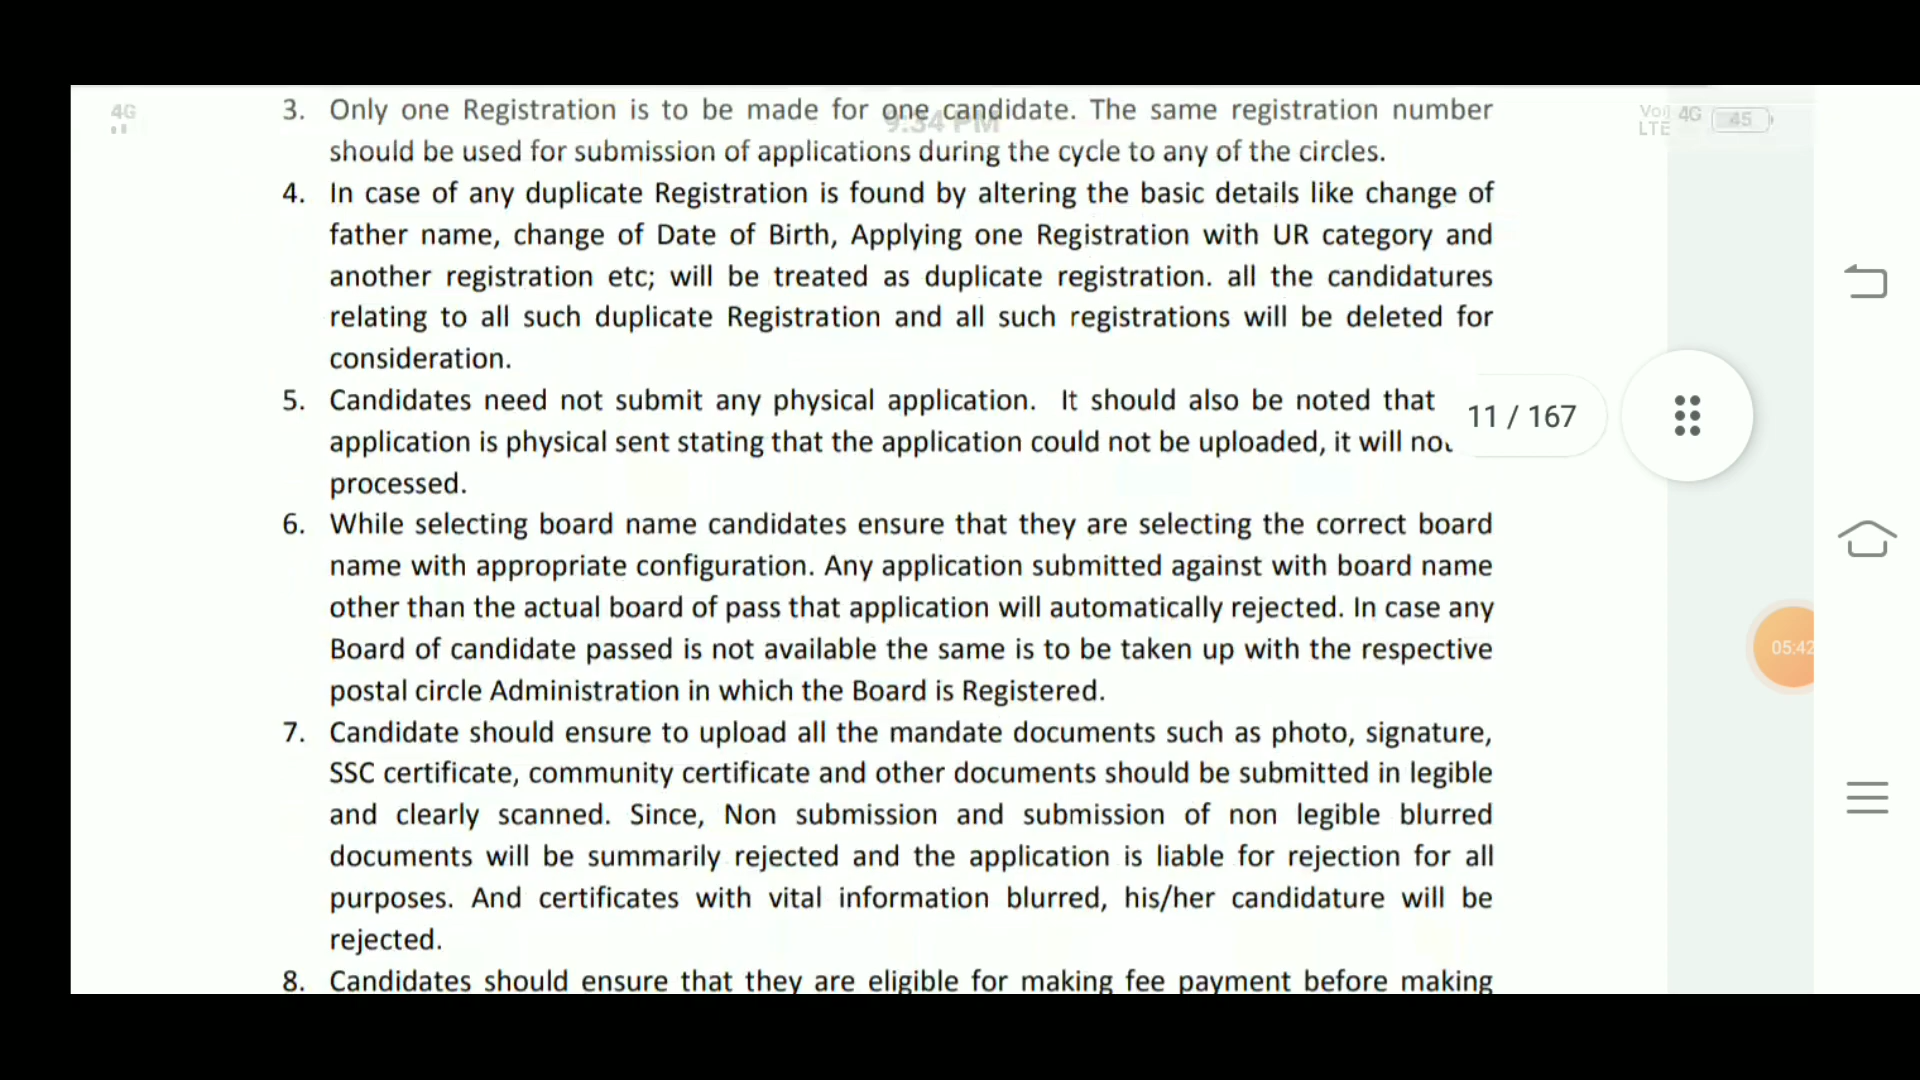 4G
9:34 PM
Voi) 4G
LTE
45
3. Only one Registration is to be made for one candidate. The same registration number
should be used for submission of applications during the cycle to any of the circles.
4. In case of any duplicate Registration is found by altering the basic details like change of
father name, change of Date of Birth, Applying one Registration with UR category and
another registration etc; will be treated as duplicate registration. all the candidatures
relating to all such duplicate Registration and all such registrations will be deleted for
consideration.
5. Candidates need not submit any physical application. It should also be noted that
application is physical sent stating that the application could not be uploaded, it will not
processed.
11 / 167
6. While selecting board name candidates ensure that they are selecting the correct board
name with appropriate configuration. Any application submitted against with board name
other than the actual board of pass that application will automatically rejected. In case any
Board of candidate passed is not available the same is to be taken up with the respective
postal circle Administration in which the Board is Registered.
05:42
7. Candidate should ensure to upload all the mandate documents such as photo, signature,
SSC certificate, community certificate and other documents should be submitted in legible
and clearly scanned. Since, Non submission and submission of non legible blurred
documents will be summarily rejected and the application is liable for rejection for all
purposes. And certificates with vital information blurred, his/her candidature will be
rejected.
8. Candidates should ensure that they are eligible for making fee payment before making